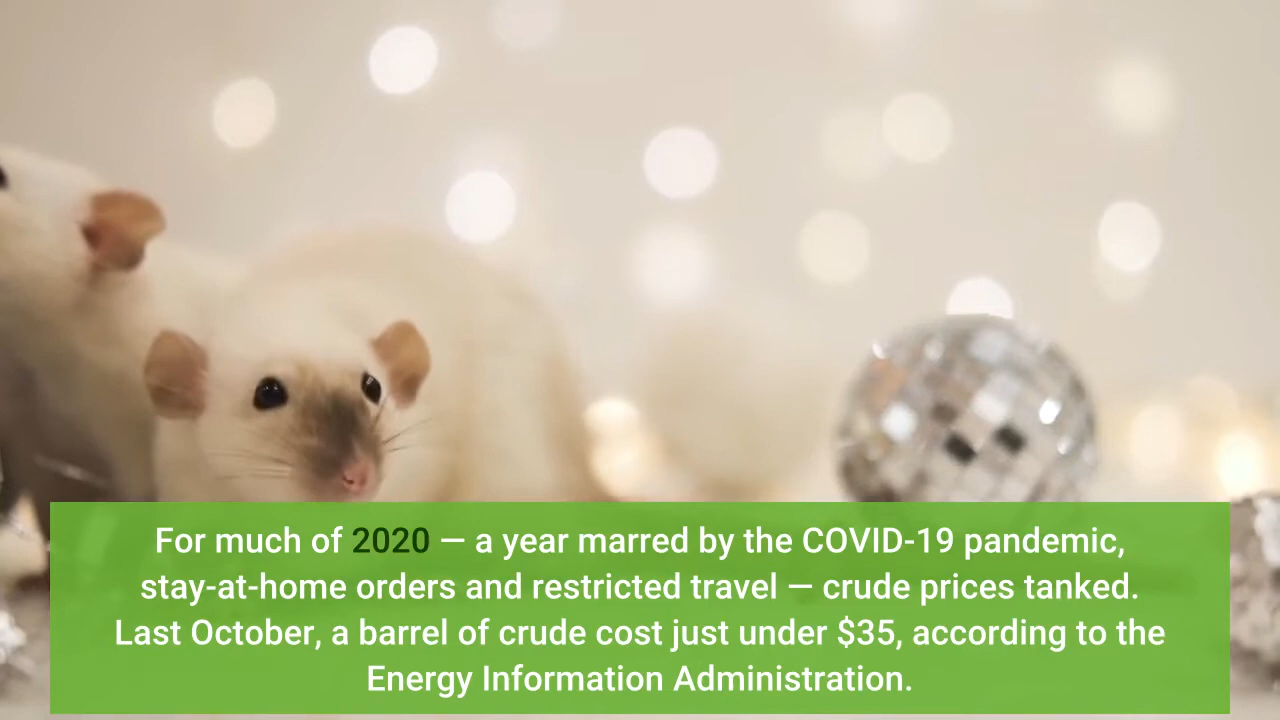 For much of 2020 — a year marred by the COVID-19 pandemic,
stay-at-home orders and restricted travel — crude prices tanked.
Last October, a barrel of crude cost just under $35, according to the
Energy Information Administration.